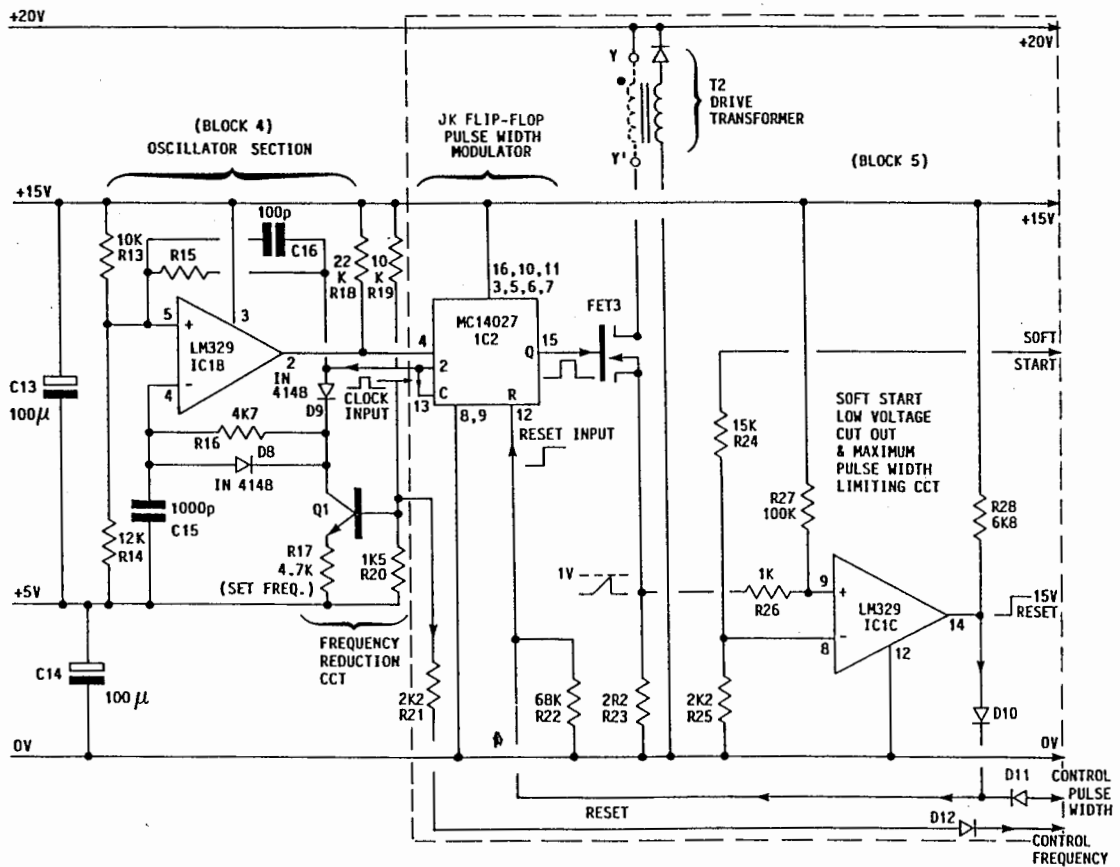 +20V
+20V
Y
T2
DRIVE
TRANSFORMER
Y'
(BLOCK 4)
OSCILLATOR SECTION
JK FLIP-FLOP
PULSE WIDTH
MODULATOR
(BLOCK 5)
+15V
+15V
100p
C16
10K
R13
R15
22
K
R18
10
K
R19
16,10,11
3,5,6,7
FET3
MC14027
1C2
5
+
3
LM329
IC1B
2
4
-
4
2
C
13
Q
15
R
12
8,9
SOFT
START
IN
4148
D9
CLOCK
INPUT
C13
100μ
4K7
R16
D8
IN 4148
RESET INPUT
15K
R24
SOFT START
LOW VOLTAGE
CUT OUT
& MAXIMUM
PULSE WIDTH
LIMITING CCT
1000p
C15
Q1
12K
R14
R17
4.7K
(SET FREQ.)
1K5
R20
R27
100K
R28
6K8
1V
1K
R26
9
+
LM329
IC1C
14
8
-
12
15V
RESET
+5V
FREQUENCY
REDUCTION
CCT
C14
100μ
2K2
R21
68K
R22
2R2
R23
2K2
R25
D10
0V
0V
D11
CONTROL
PULSE
WIDTH
RESET
D12
CONTROL
FREQUENCY